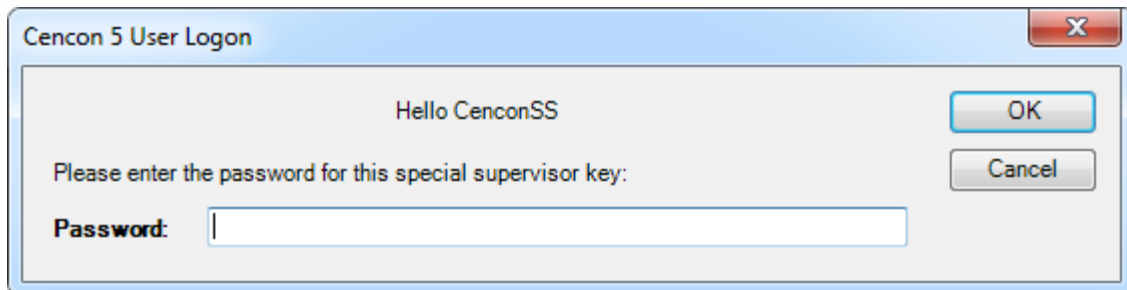 Cencon 5 User Logon
Hello CenconSS
OK
Please enter the password for this special supervisor key:
Cancel
Password: